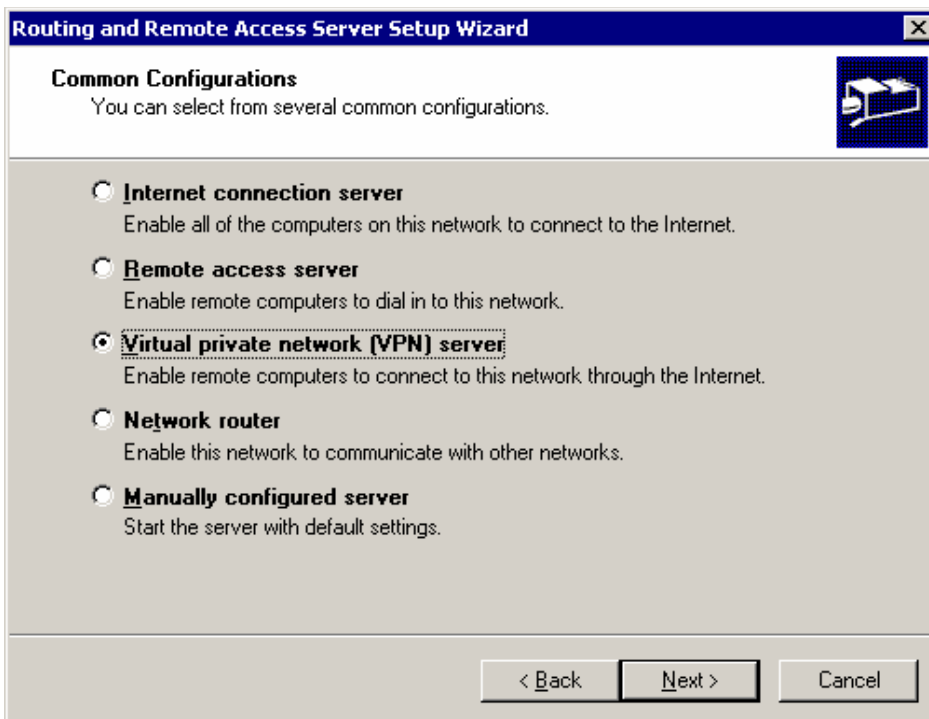 Routing and Remote Access Server Setup Wizard
Common Configurations
You can select from several common configurations.
Internet connection server
Enable all of the computers on this network to connect to the Internet.
Remote access server
Enable remote computers to dial in to this network.
Virtual private network (VPN) server
Enable remote computers to connect to this network through the Internet.
Network router
Enable this network to communicate with other networks.
Manually configured server
Start the server with default settings.
< Back Next > Cancel